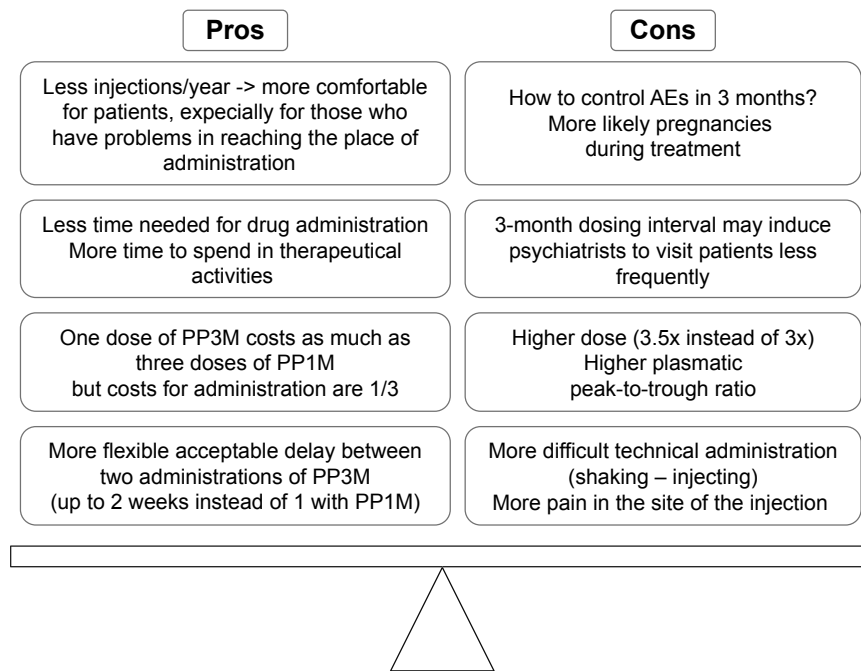 Pros
Less injections/year -> more comfortable
for patients, expecially for those who
have problems in reaching the place of
administration
Less time needed for drug administration
More time to spend in therapeutical
activities
One dose of PP3M costs as much as
three doses of PP1M
but costs for administration are 1/3
More flexible acceptable delay between
two administrations of PP3M
(up to 2 weeks instead of 1 with PP1M)
Cons
How to control AEs in 3 months?
More likely pregnancies
during treatment
3-month dosing interval may induce
psychiatrists to visit patients less
frequently
Higher dose (3.5x instead of 3x)
Higher plasmatic
peak-to-trough ratio
More difficult technical administration
(shaking – injecting)
More pain in the site of the injection